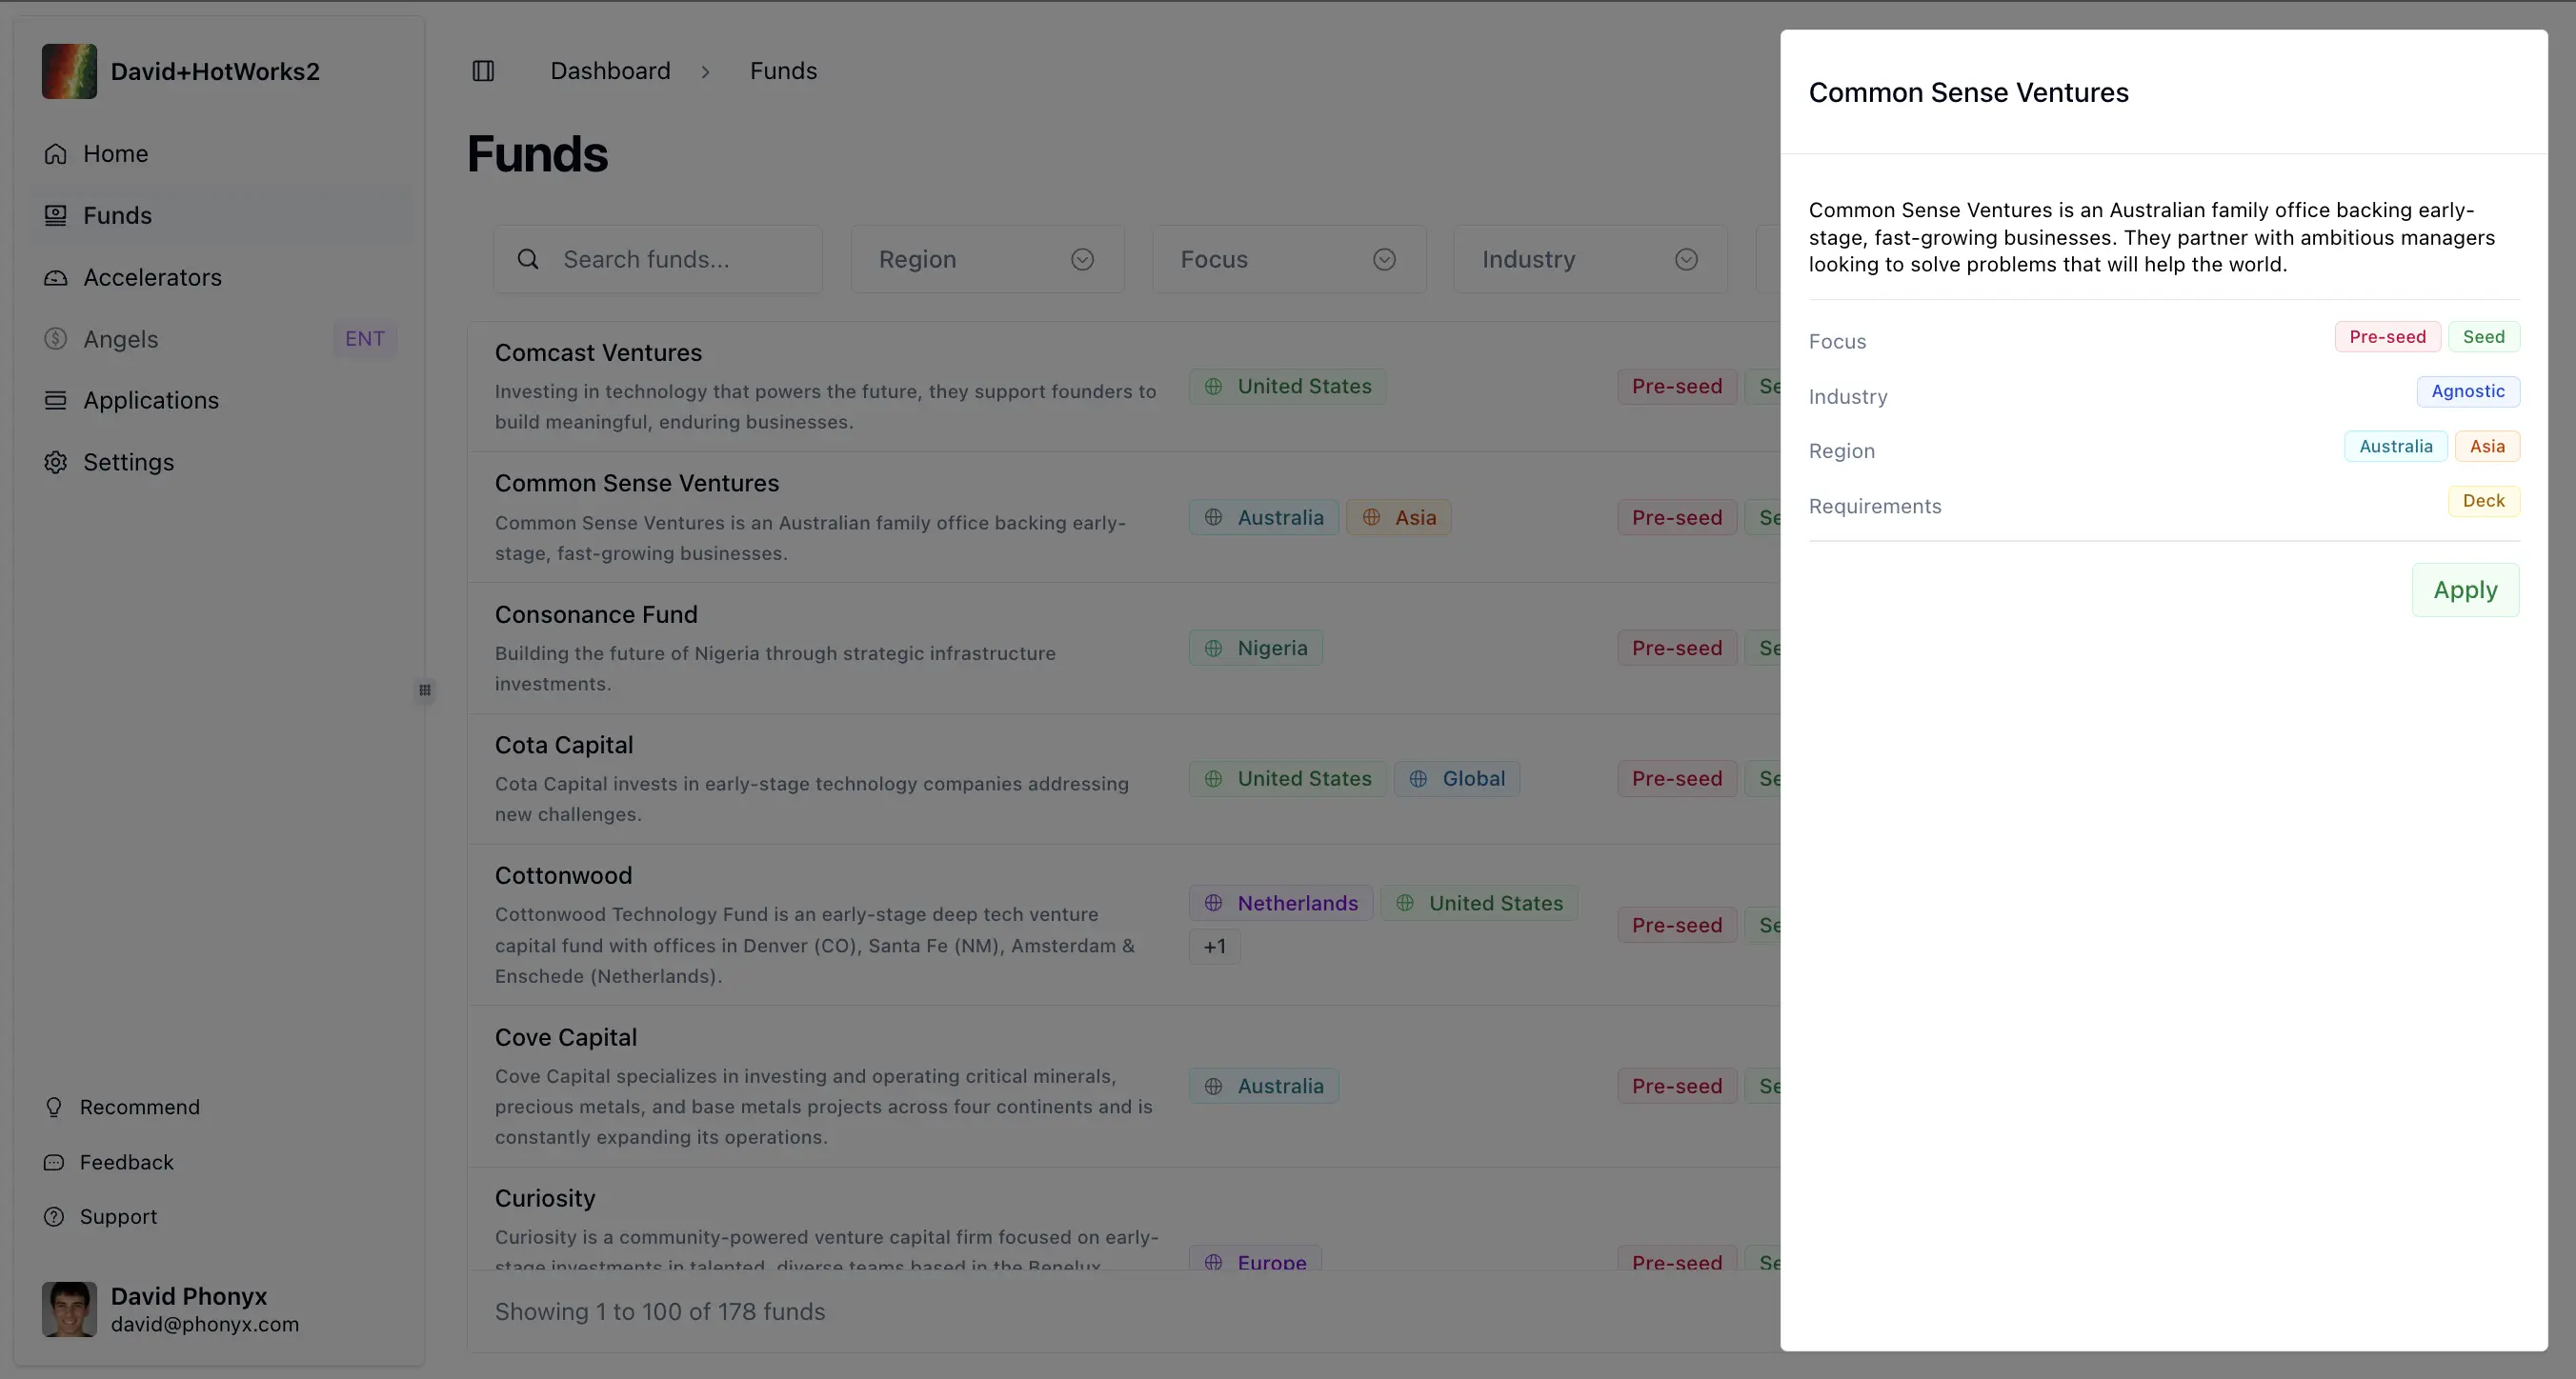 David+HotWorks2
Home
Funds
Accelerators
Angels
ENT
Applications
Settings
Recommend
Feedback
Support
David Phonyx
david@phonyx.com
Dashboard
Funds
Funds
Search funds...
Region
Focus
Industry
Comcast Ventures
Investing in technology that powers the future, they support founders to
build meaningful, enduring businesses.
United States
Pre-seed
Se
Common Sense Ventures
Common Sense Ventures is an Australian family office backing early-
stage, fast-growing businesses.
Australia
Asia
Pre-seed
Se
Consonance Fund
Building the future of Nigeria through strategic infrastructure
investments.
Nigeria
Pre-seed
Se
Cota Capital
Cota Capital invests in early-stage technology companies addressing
new challenges.
United States
Global
Pre-seed
Se
Cottonwood
Cottonwood Technology Fund is an early-stage deep tech venture
capital fund with offices in Denver (CO), Santa Fe (NM), Amsterdam &
Enschede (Netherlands).
Netherlands
United States
+1
Pre-seed
Se
Cove Capital
Cove Capital specializes in investing and operating critical minerals,
precious metals, and base metals projects across four continents and is
constantly expanding its operations.
Australia
Pre-seed
Se
Curiosity
Curiosity is a community-powered venture capital firm focused on early-
stage investments in talented, diverse teams based in the Benelux
Europe
Pre-seed
Se
Showing 1 to 100 of 178 funds
Common Sense Ventures
Common Sense Ventures is an Australian family office backing early-
stage, fast-growing businesses. They partner with ambitious managers
looking to solve problems that will help the world.
Focus
Pre-seed
Seed
Industry
Agnostic
Region
Australia
Asia
Requirements
Deck
Apply